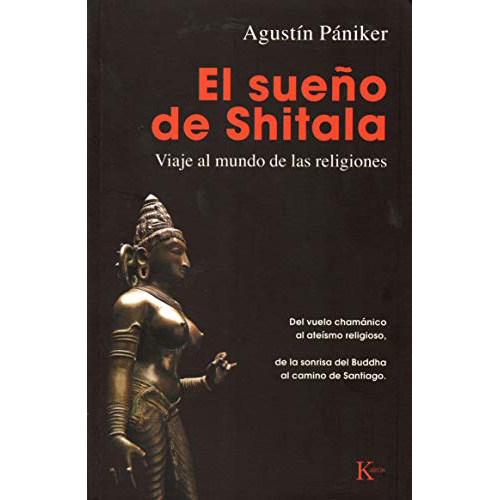 Agustín Pániker
El sueño
de Shitala
Viaje al mundo de las religiones
Del vuelo chamánico
al ateísmo religioso,
de la sonrisa del Buddha
al camino de Santiago.
Kairós